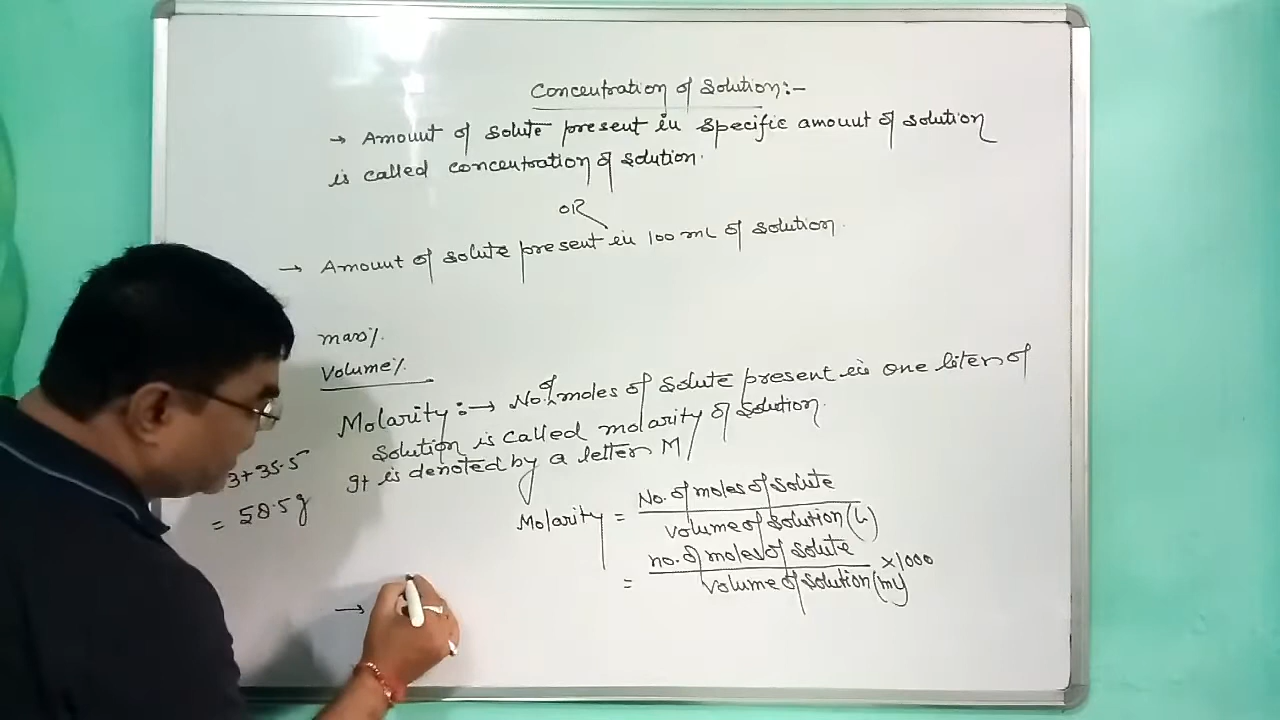 Concentration of Solution:-
→ Amount of solute present in specific amount of solution
is called concentration of solution.
OR
→ Amount of solute present in 100 mL of solution.
mass%.
Volume%.
Molarity:→ No. of moles of solute present in one liter of
solution is called molarity of solution.
It is denoted by a letter M
3+35.5
= 58.5g
Molarity = No. of moles of solute
volume of solution (L)
= no. of moles of solute ×1000
volume of solution (ml)
→